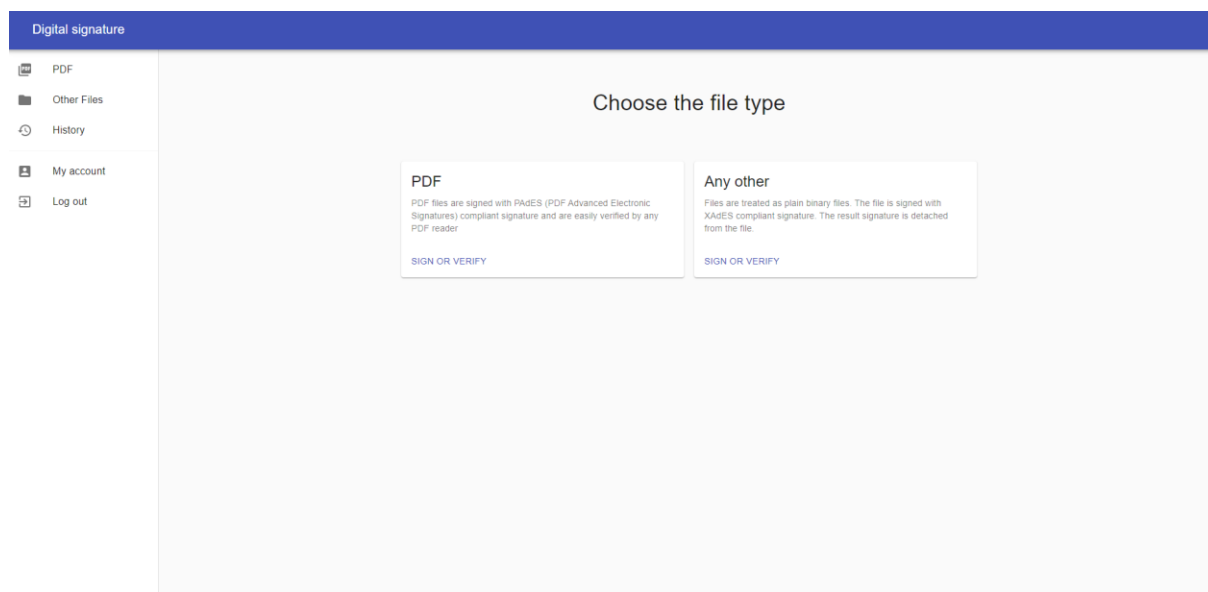 Digital signature
PDF
Other Files
History
My account
Log out
Choose the file type
PDF
PDF files are signed with PAdES (PDF Advanced Electronic
Signatures) compliant signature and are easily verified by any
PDF reader
SIGN OR VERIFY
Any other
Files are treated as plain binary files. The file is signed with
XAdES compliant signature. The result signature is detached
from the file.
SIGN OR VERIFY